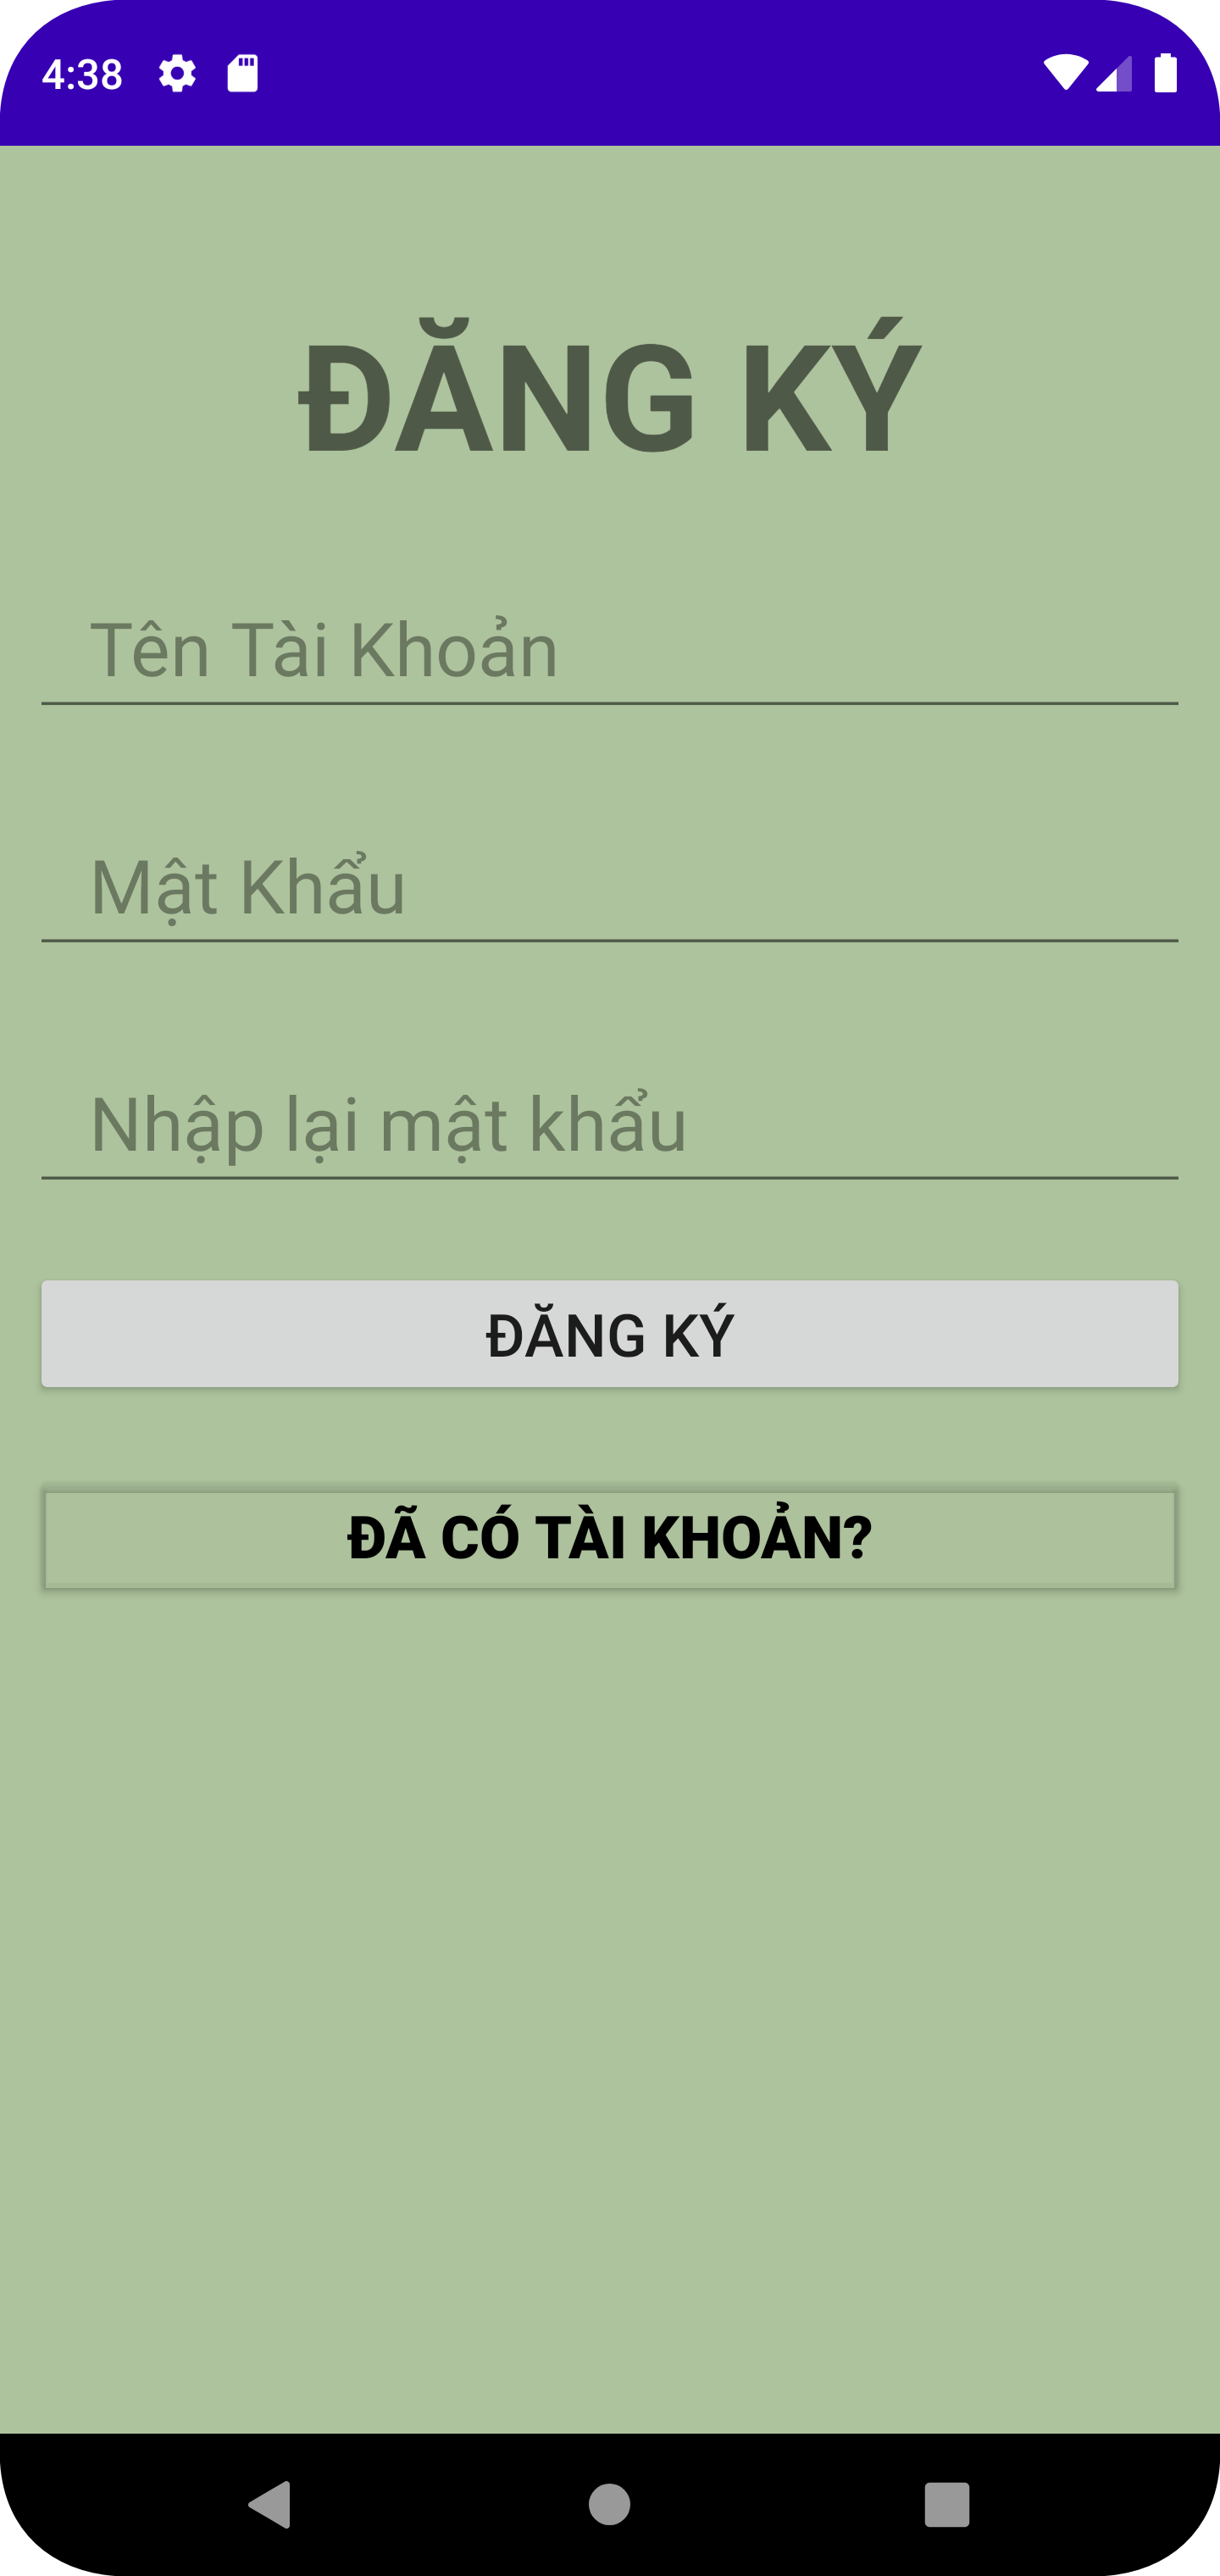 4:38
ĐĂNG KÝ
Tên Tài Khoản
Mật Khẩu
Nhập lại mật khẩu
ĐĂNG KÝ
ĐÃ CÓ TÀI KHOẢN?